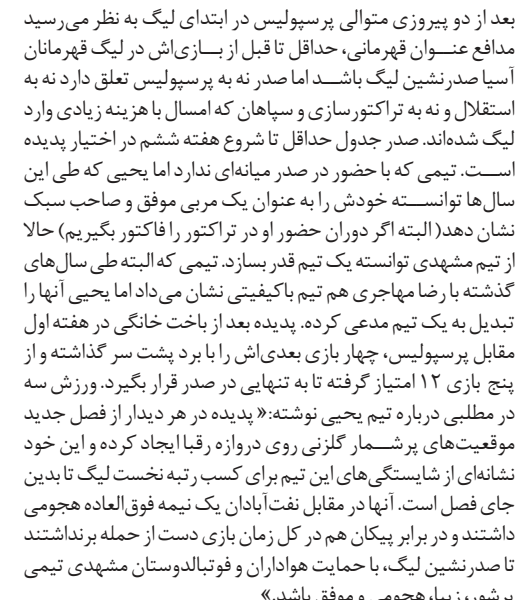 بعد از دو پیروزی متوالی پرسپولیس در ابتدای لیگ به نظر می‌رسید
مدافع عنـــوان قهرمانی، حداقل تا قبل از بـــازی‌اش در لیگ قهرمانان
آسیا صدرنشین لیگ باشـــد اما صدر نه به پرسپولیس تعلق دارد نه به
استقلال و نه به تراکتورسازی و سپاهان که امسال با هزینه زیادی وارد
لیگ شده‌اند. صدر جدول حداقل تا شروع هفته ششم در اختیار پدیده
اســـت. تیمی که با حضور در صدر میانه‌ای ندارد اما یحیی که طی این
سال‌ها توانســـته خودش را به عنوان یک مربی موفق و صاحب سبک
نشان دهد( البته اگر دوران حضور او در تراکتور را فاکتور بگیریم) حالا
از تیم مشهدی توانسته یک تیم قدر بسازد. تیمی که البته طی سال‌های
گذشته با رضا مهاجری هم تیم باکیفیتی نشان می‌داد اما یحیی آنها را
تبدیل به یک تیم مدعی کرده. پدیده بعد از باخت خانگی در هفته اول
مقابل پرسپولیس، چهار بازی بعدی‌اش را با برد پشت سر گذاشته و از
پنج بازی ۱۲ امتیاز گرفته تا به تنهایی در صدر قرار بگیرد. ورزش سه
در مطلبی درباره تیم یحیی نوشته:« پدیده در هر دیدار از فصل جدید
موقعیت‌های پرشـــمار گلزنی روی دروازه رقبا ایجاد کرده و این خود
نشانه‌ای از شایستگی‌های این تیم برای کسب رتبه نخست لیگ تا بدین
جای فصل است. آنها در مقابل نفت‌آبادان یک نیمه فوق‌العاده هجومی
داشتند و در برابر پیکان هم در کل زمان بازی دست از حمله برنداشتند
تا صدرنشین لیگ، با حمایت هواداران و فوتبالدوستان مشهدی تیمی
پرشور، زیبا، هجومی و موفق باشد.»